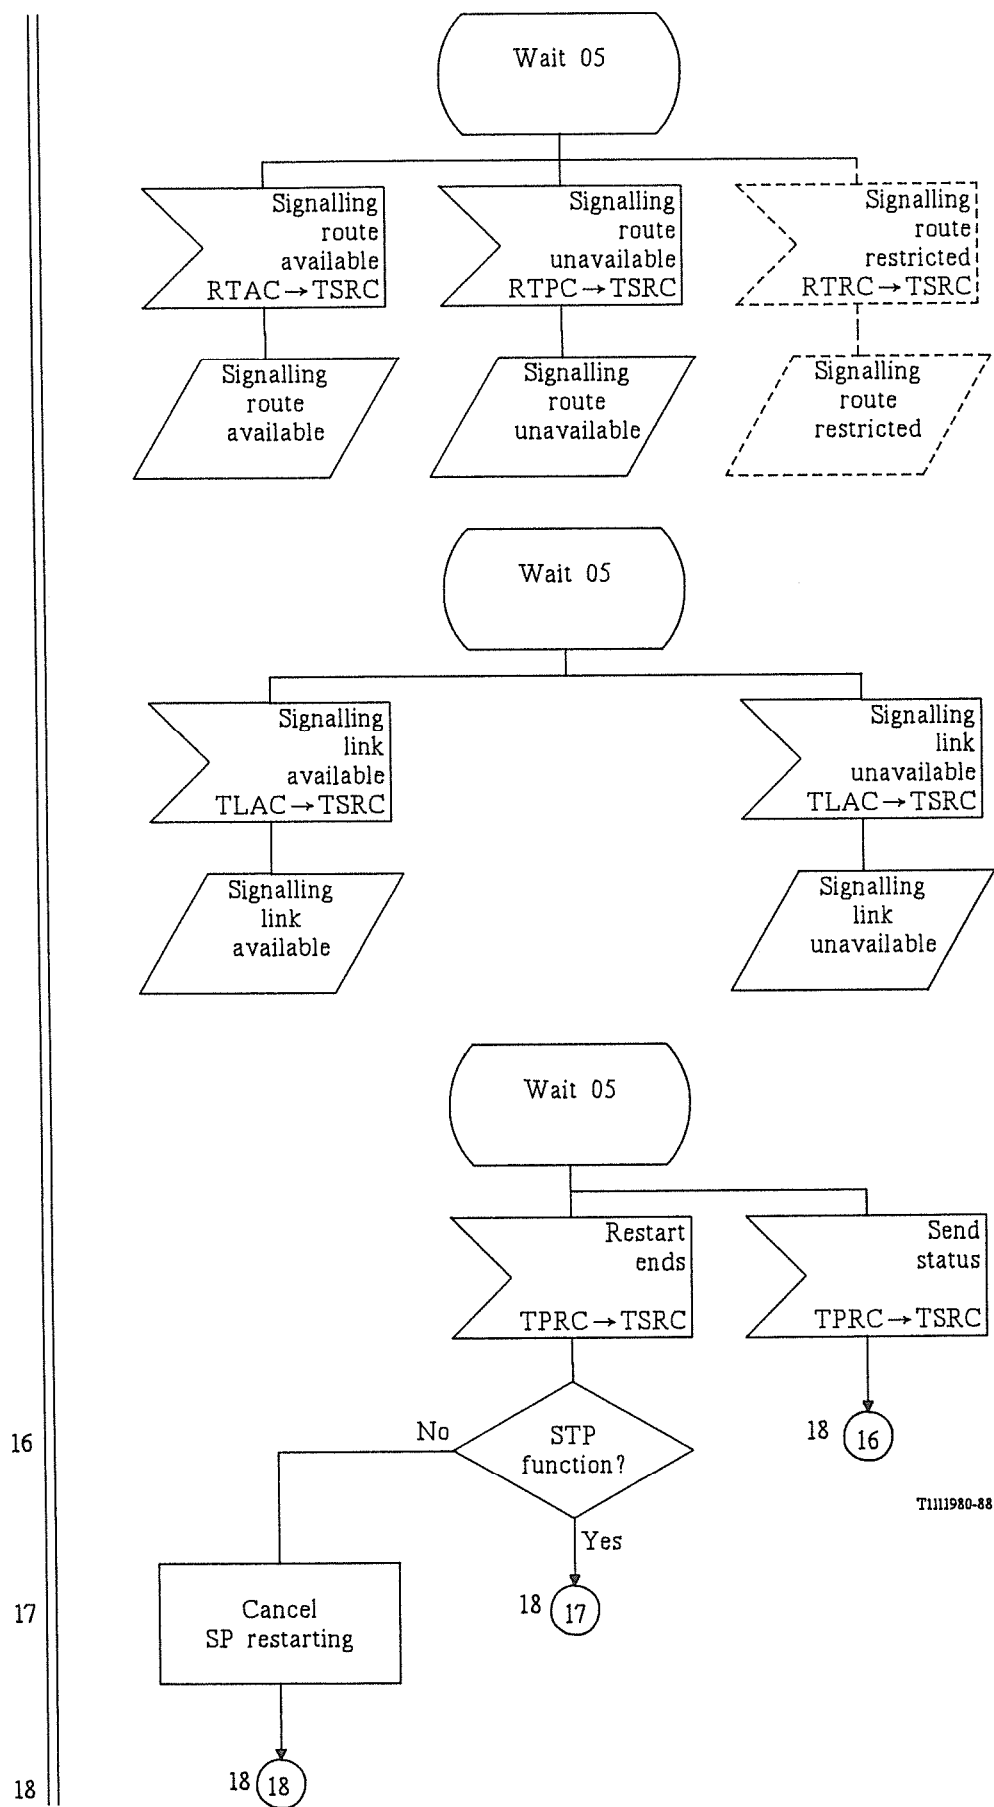 Wait 05
Signalling
route
available
RTAC→TSRC
Signalling
route
unavailable
RTPC→TSRC
Signalling
route
restricted
RTRC→TSRC
Signalling
route
available
Signalling
route
unavailable
Signalling
route
restricted
Wait 05
Signalling
link
available
TLAC→TSRC
Signalling
link
unavailable
TLAC→TSRC
Signalling
link
available
Signalling
link
unavailable
Wait 05
Restart
ends
TPRC→TSRC
Send
status
TPRC→TSRC
16
No
STP
function?
18
16
T1111980-88
Yes
17
Cancel
SP restarting
18
17
18
18
18